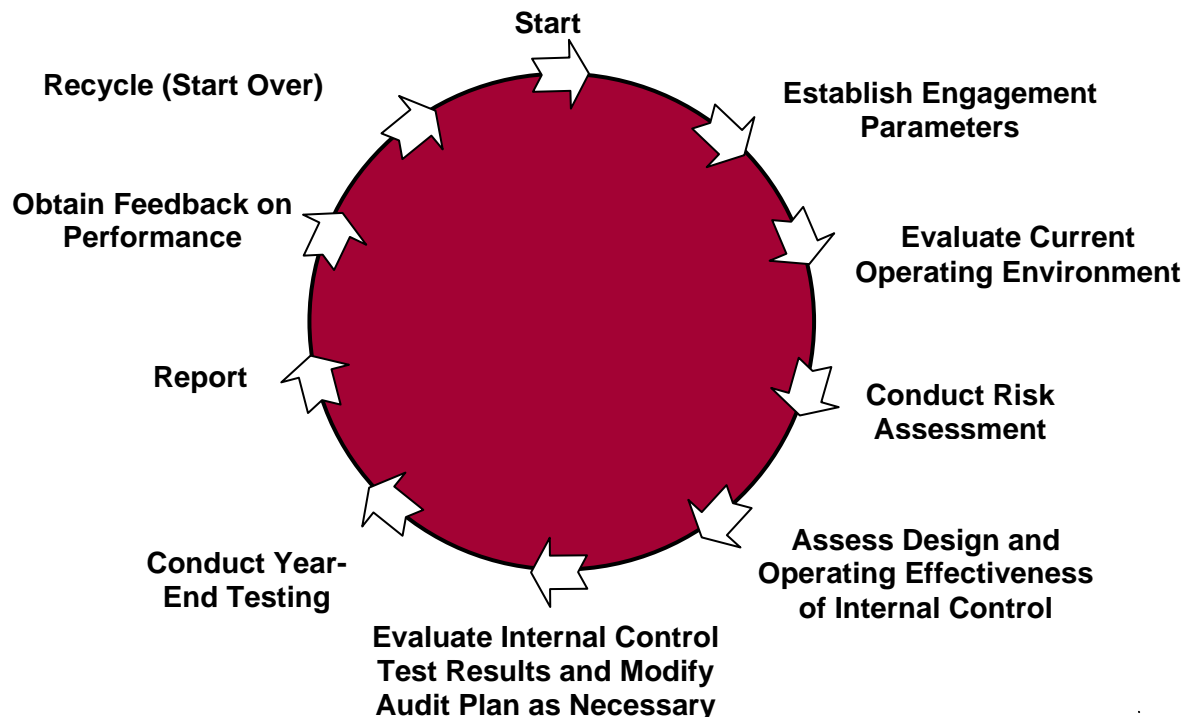 Start
Establish Engagement
Parameters
Evaluate Current
Operating Environment
Conduct Risk
Assessment
Assess Design and
Operating Effectiveness
of Internal Control
Evaluate Internal Control
Test Results and Modify
Audit Plan as Necessary
Conduct Year-
End Testing
Report
Obtain Feedback on
Performance
Recycle (Start Over)